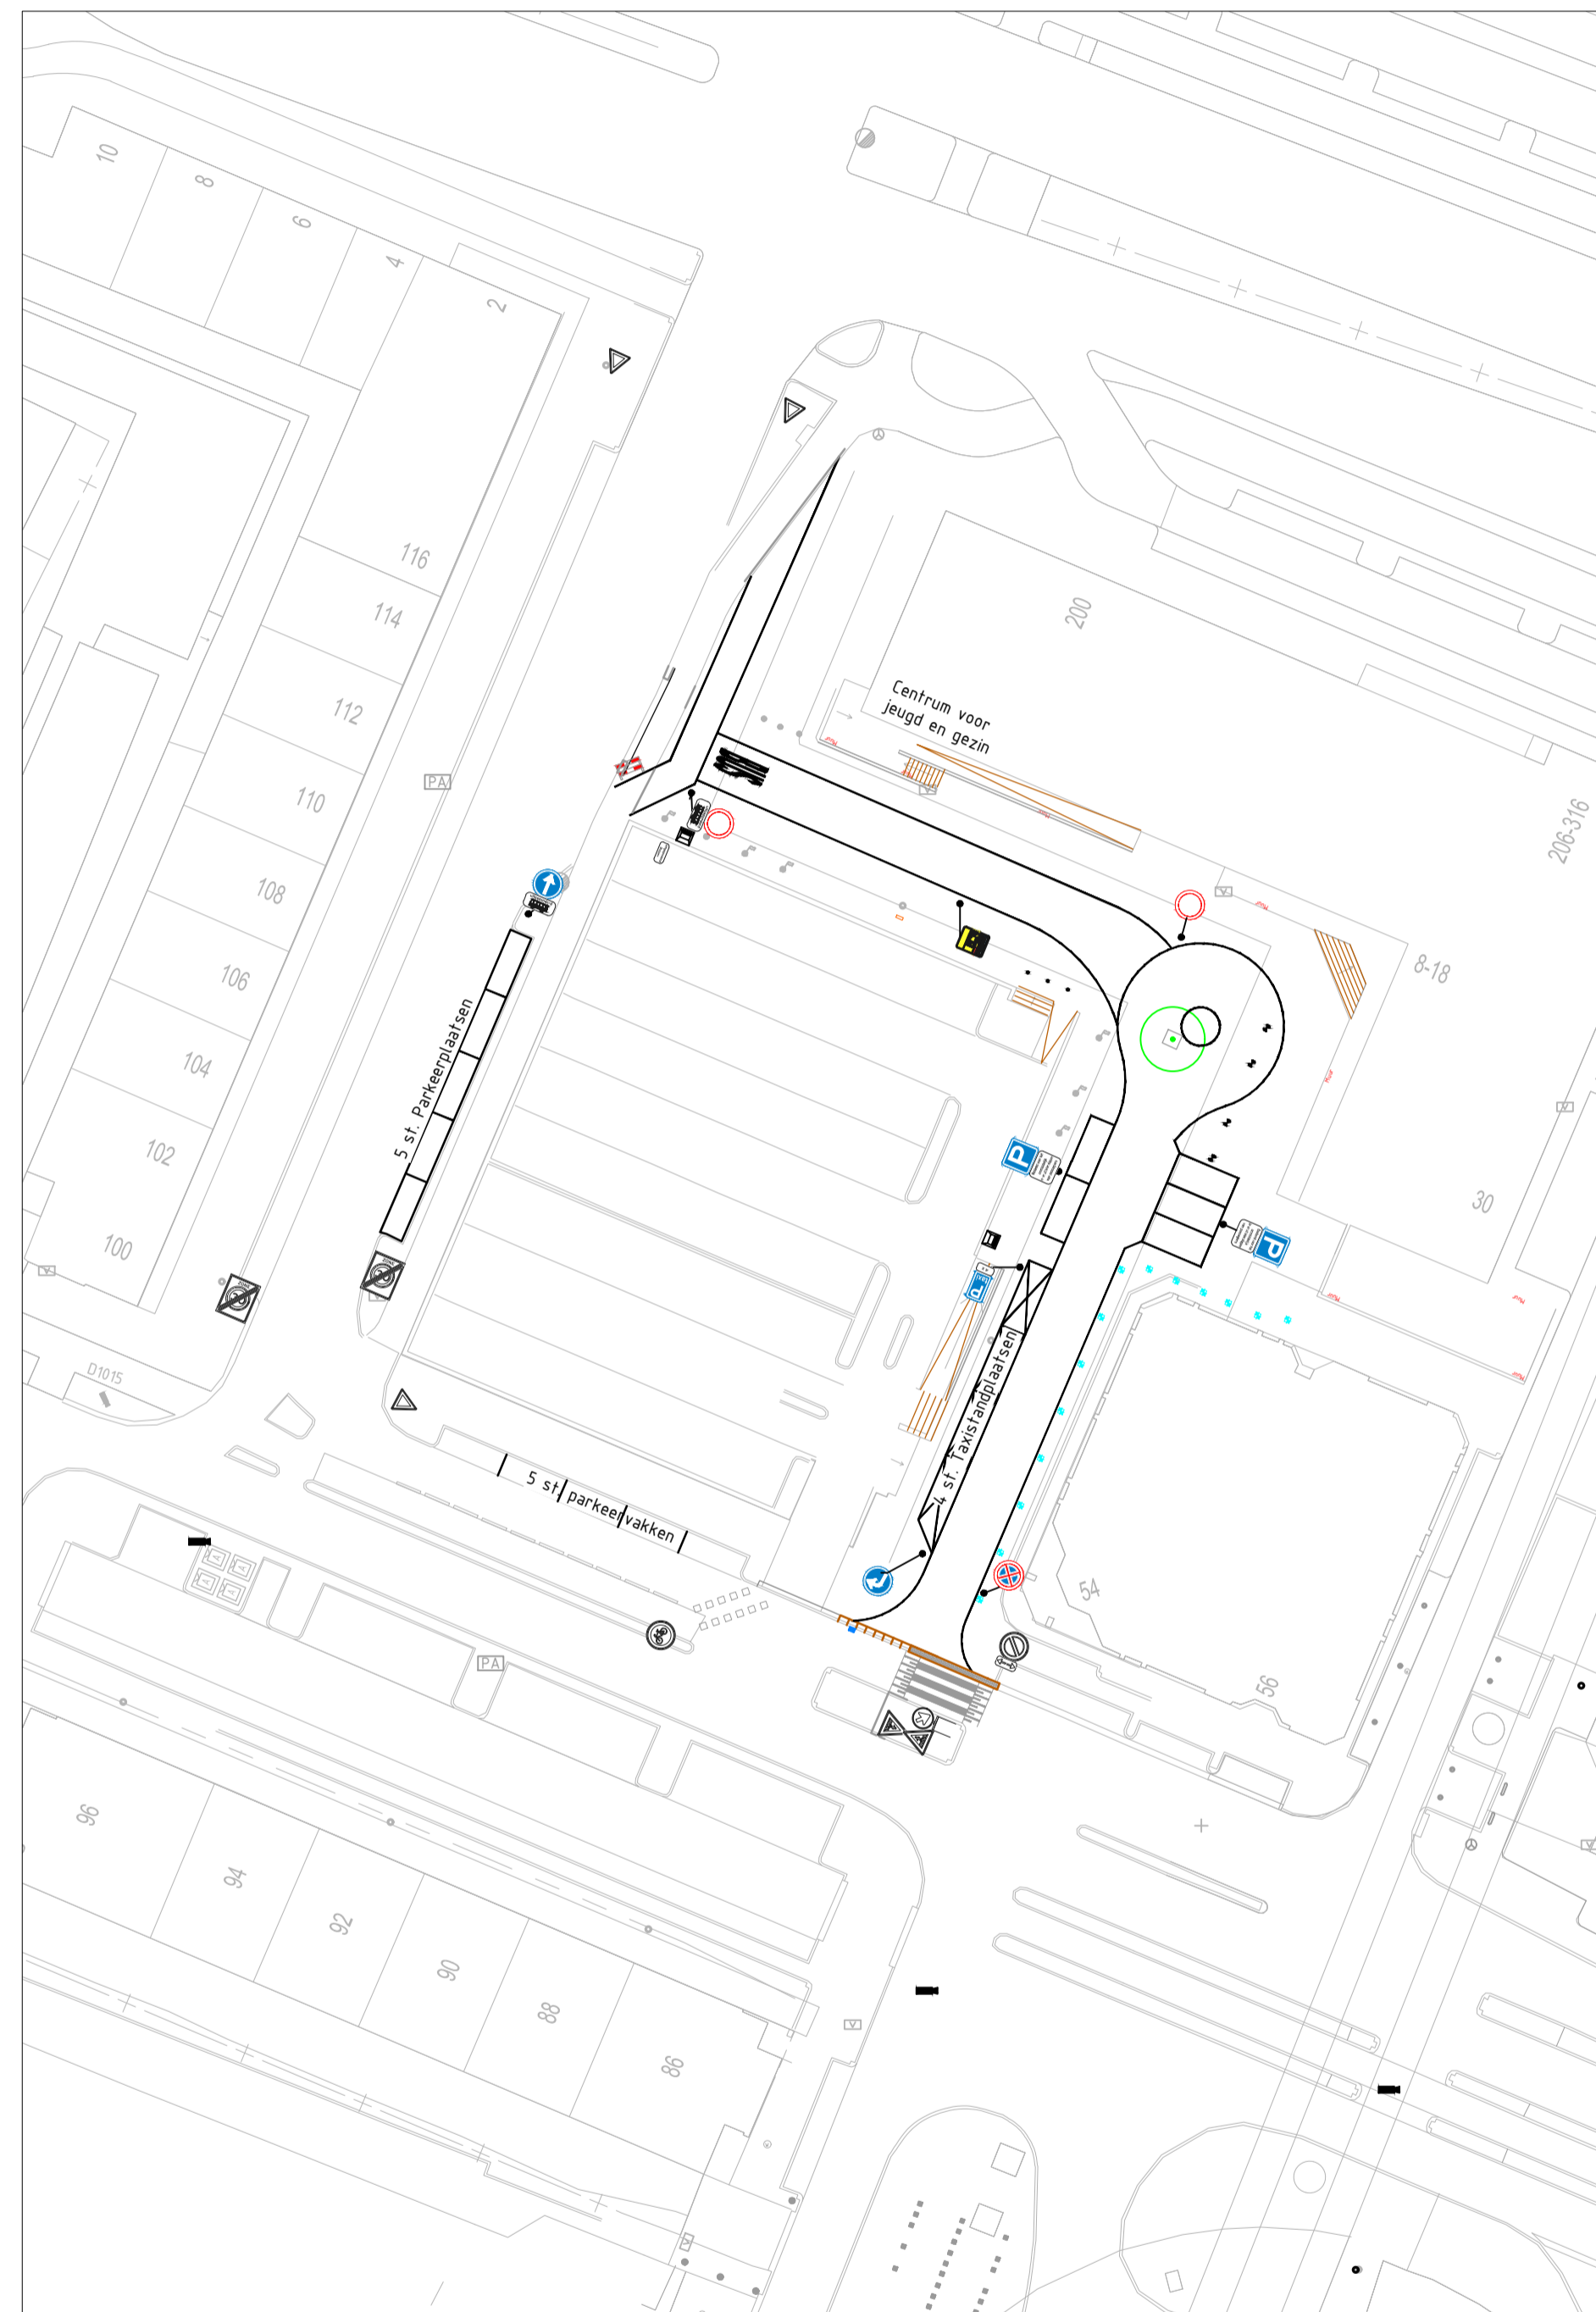 10
8
6
4
2
116
114
112
110
108
106
104
102
100
PA
200
Centrum voor
jeugd en gezin
206-316
8-18
30
5 st. Parkeerplaatsen
P
P
4 st. Taxistandplaatsen
D1015
5 st. parkeervakken
A
A
A
A
PA
54
56
96
94
92
90
88
86